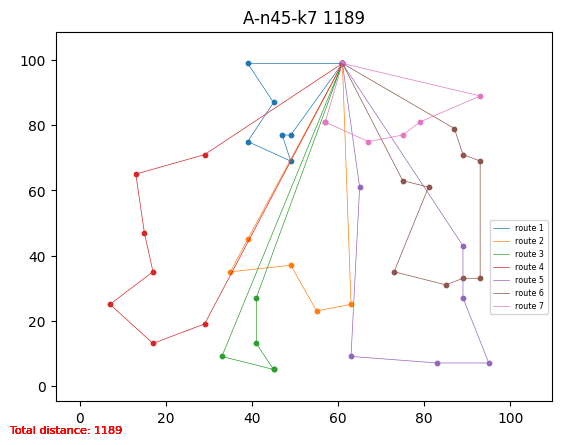 A-n45-k7 1189
100
80
60
40
20
0
0 20 40 60 80 100
route 1
route 2
route 3
route 4
route 5
route 6
route 7
Total distance: 1189